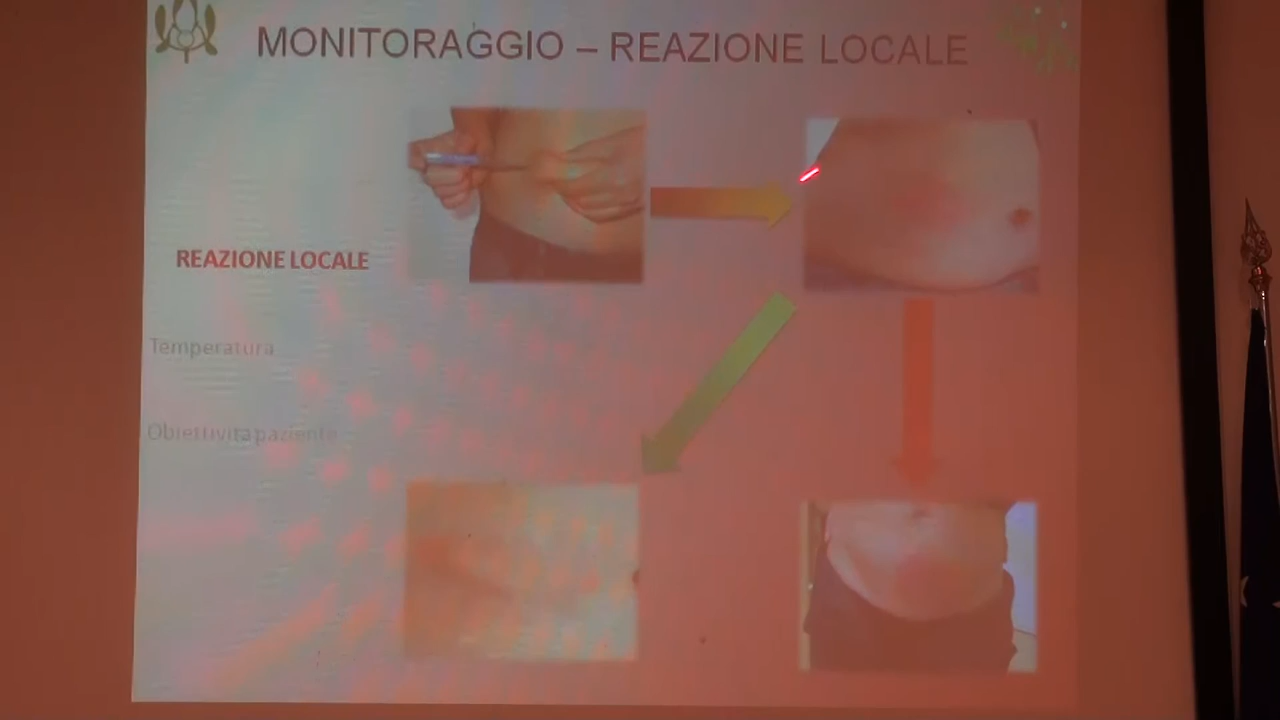 MONITORAGGIO – REAZIONE LOCALE
REAZIONE LOCALE
Temperatura
Obiettività paziente